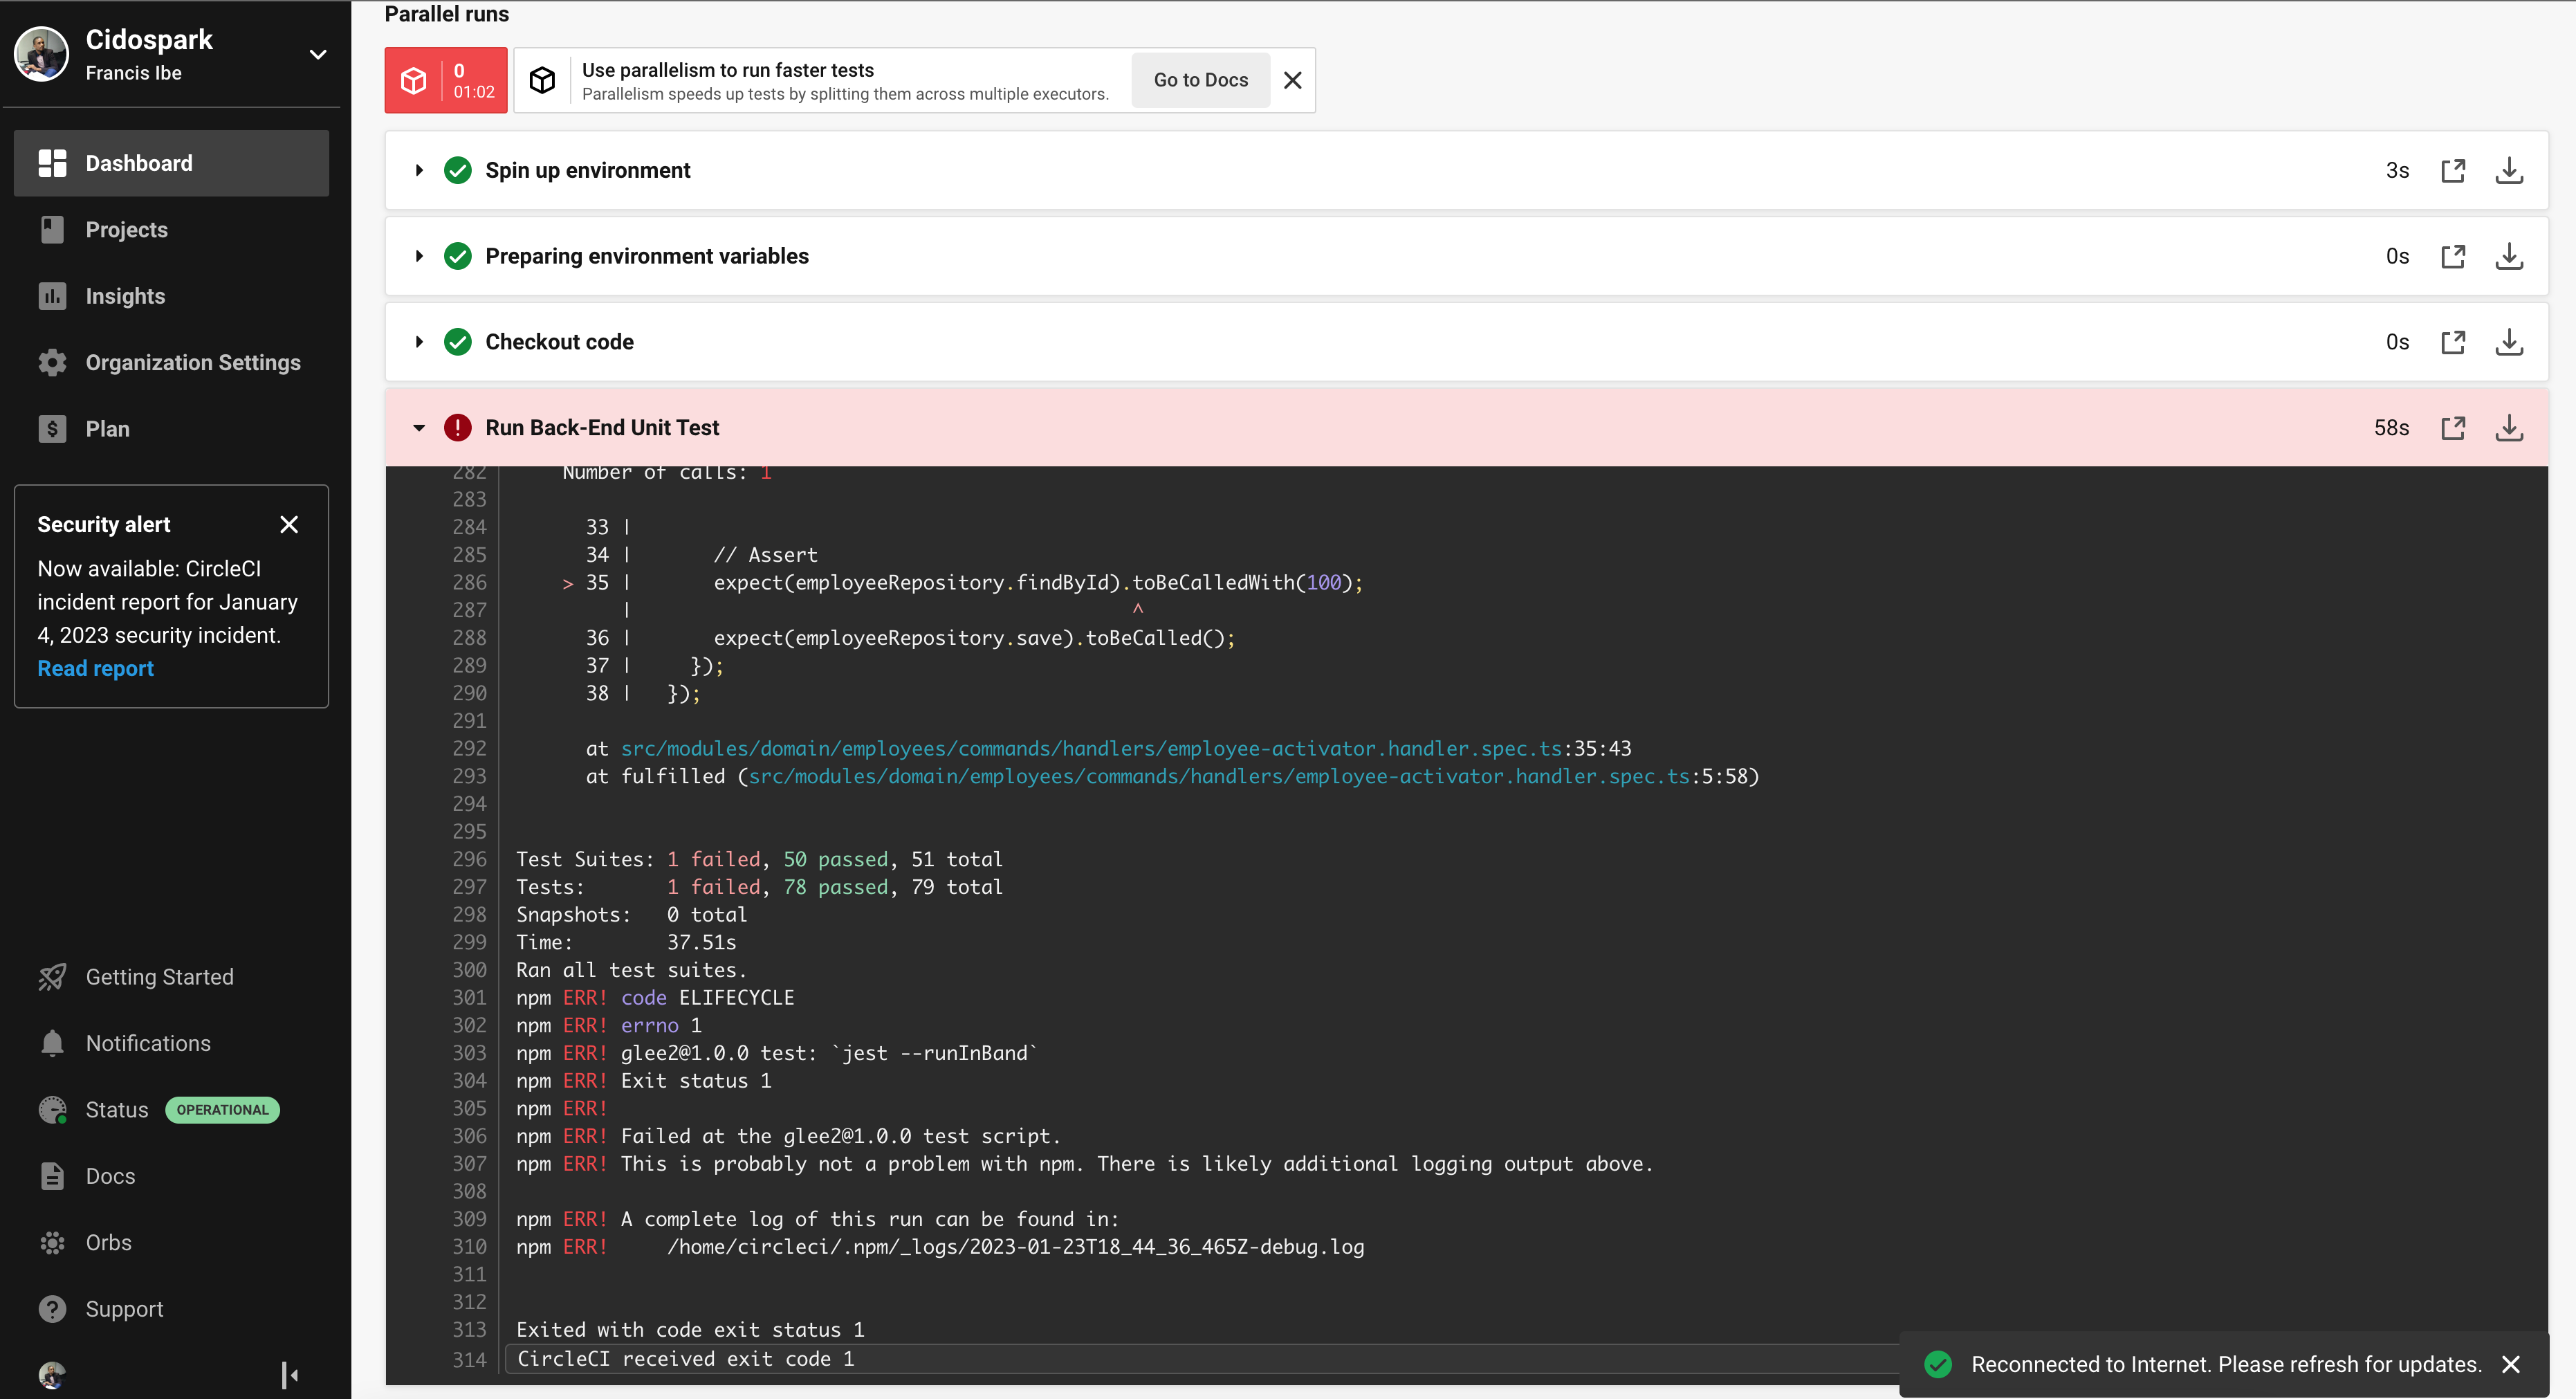 Cidospark
Francis Ibe
Dashboard
Projects
Insights
Organization Settings
Plan
Security alert
Now available: CircleCI
incident report for January
4, 2023 security incident.
Read report
Getting Started
Notifications
Status OPERATIONAL
Docs
Orbs
Support
Parallel runs
0
01:02
Use parallelism to run faster tests
Parallelism speeds up tests by splitting them across multiple executors.
Go to Docs
Spin up environment 3s
Preparing environment variables 0s
Checkout code 0s
Run Back-End Unit Test 58s
282     Number of calls: 1
283
284       33 |
285       34 |       // Assert
286     > 35 |       expect(employeeRepository.findById).toBeCalledWith(100);
287          |                                           ^
288       36 |       expect(employeeRepository.save).toBeCalled();
289       37 |     });
290       38 |   });
291
292       at src/modules/domain/employees/commands/handlers/employee-activator.handler.spec.ts:35:43
293       at fulfilled (src/modules/domain/employees/commands/handlers/employee-activator.handler.spec.ts:5:58)
294
295
296 Test Suites: 1 failed, 50 passed, 51 total
297 Tests:       1 failed, 78 passed, 79 total
298 Snapshots:   0 total
299 Time:        37.51s
300 Ran all test suites.
301 npm ERR! code ELIFECYCLE
302 npm ERR! errno 1
303 npm ERR! glee2@1.0.0 test: `jest --runInBand`
304 npm ERR! Exit status 1
305 npm ERR!
306 npm ERR! Failed at the glee2@1.0.0 test script.
307 npm ERR! This is probably not a problem with npm. There is likely additional logging output above.
308
309 npm ERR! A complete log of this run can be found in:
310 npm ERR!     /home/circleci/.npm/_logs/2023-01-23T18_44_36_465Z-debug.log
311
312
313 Exited with code exit status 1
314 CircleCI received exit code 1
Reconnected to Internet. Please refresh for updates.